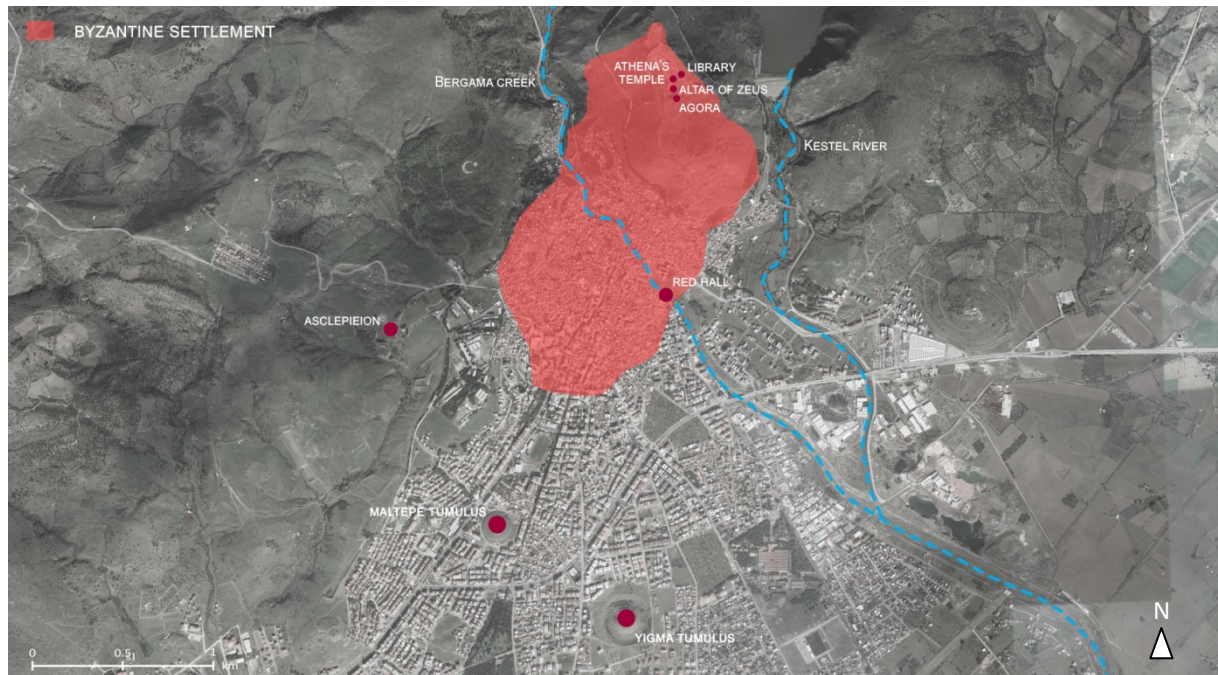 BYZANTINE SETTLEMENT
ATHENA'S
TEMPLE
LIBRARY
ALTAR OF ZEUS
AGORA
BERGAMA CREEK
KESTEL RIVER
RED HALL
ASCLEPIEION
MALTEPE TUMULUS
YIGMA TUMULUS
N
0 0.5 1
km